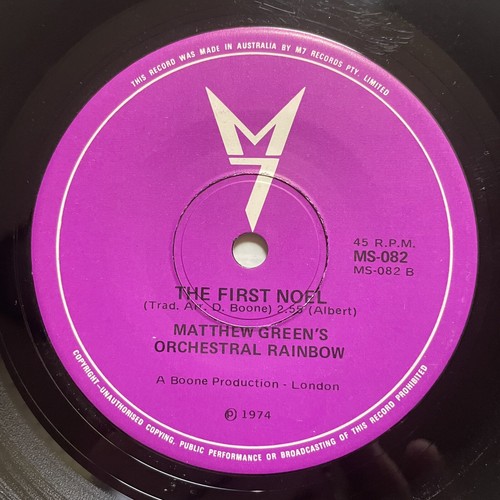 THIS RECORD WAS MADE IN AUSTRALIA BY M7 RECORDS PTY. LIMITED
M7
45 R.P.M.
MS-082
MS-082 B
THE FIRST NOEL
(Trad. Arr. D. Boone) 2.55 (Albert)
MATTHEW GREEN'S
ORCHESTRAL RAINBOW
A Boone Production - London
℗ 1974
COPYRIGHT-UNAUTHORISED COPYING, PUBLIC PERFORMANCE OR BROADCASTING OF THIS RECORD PROHIBITED